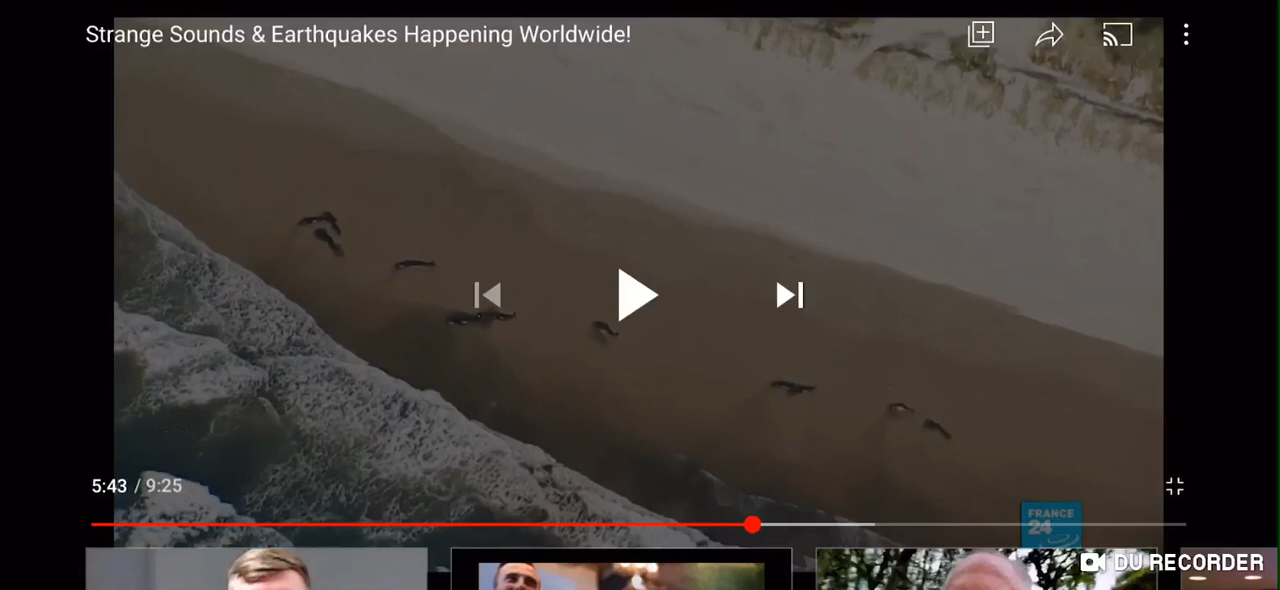 Strange Sounds & Earthquakes Happening Worldwide!
5:43 / 9:25
FRANCE
24
DU RECORDER